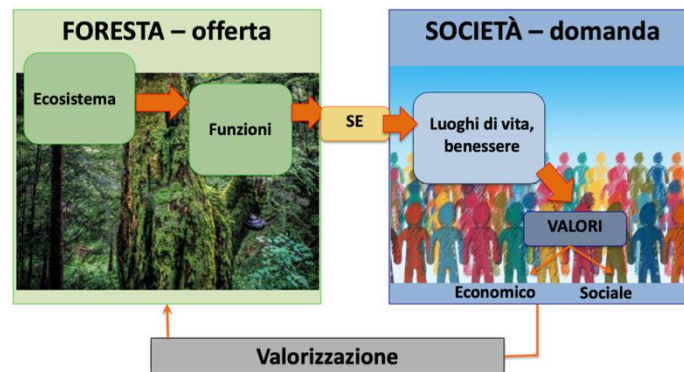 FORESTA – offerta
Ecosistema
Funzioni
SE
SOCIETÀ – domanda
Luoghi di vita,
benessere
VALORI
Economico
Sociale
Valorizzazione